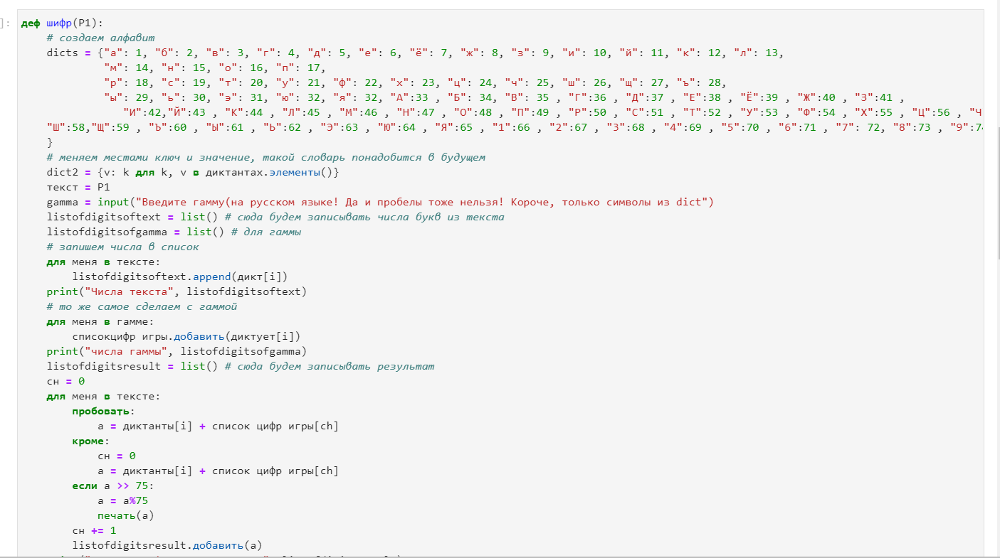 ]:
деф шифр(P1):
# создаем алфавит
dicts = {"а": 1, "б": 2, "в": 3, "г": 4, "д": 5, "е": 6, "ё": 7, "ж": 8, "з": 9, "и": 10, "й": 11, "к": 12, "л": 13,
"м": 14, "н": 15, "о": 16, "п": 17,
"р": 18, "с": 19, "т": 20, "у": 21, "ф": 22, "х": 23, "ц": 24, "ч": 25, "ш": 26, "щ": 27, "ъ": 28,
"ы": 29, "ь": 30, "э": 31, "ю": 32, "я": 32, "А":33 , "Б": 34, "В": 35 , "Г":36 , "Д":37 , "Е":38 , "Ё":39 , "Ж":40 , "З":41 ,
"И":42,"Й":43 , "К":44 , "Л":45 , "М":46 , "Н":47 , "О":48 , "П":49 , "Р":50 , "С":51 , "Т":52 , "У":53 , "Ф":54 , "Х":55 , "Ц":56 , "Ч
"Ш":58,"Щ":59 , "Ъ":60 , "Ы":61 , "Ь":62 , "Э":63 , "Ю":64 , "Я":65 , "1":66 , "2":67 , "3":68 , "4":69 , "5":70 , "6":71 , "7": 72, "8":73 , "9":74
}
# меняем местами ключ и значение, такой словарь понадобится в будущем
dict2 = {v: k для k, v в диктантах.элементы()}
текст = P1
gamma = input("Введите гамму(на русском языке! Да и пробелы тоже нельзя! Короче, только символы из dict")
listofdigitsoftext = list() # сюда будем записывать числа букв из текста
listofdigitsofgamma = list() # для гаммы
# запишем числа в список
для меня в тексте:
listofdigitsoftext.append(дикт[i])
print("Числа текста", listofdigitsoftext)
# то же самое сделаем с гаммой
для меня в гамме:
списокцифр игры.добавить(диктует[i])
print("числа гаммы", listofdigitsofgamma)
listofdigitsresult = list() # сюда будем записывать результат
сн = 0
для меня в тексте:
пробовать:
a = диктанты[i] + список цифр игры[ch]
кроме:
сн = 0
a = диктанты[i] + список цифр игры[ch]
если a >> 75:
a = a%75
печать(a)
сн += 1
listofdigitsresult.добавить(a)